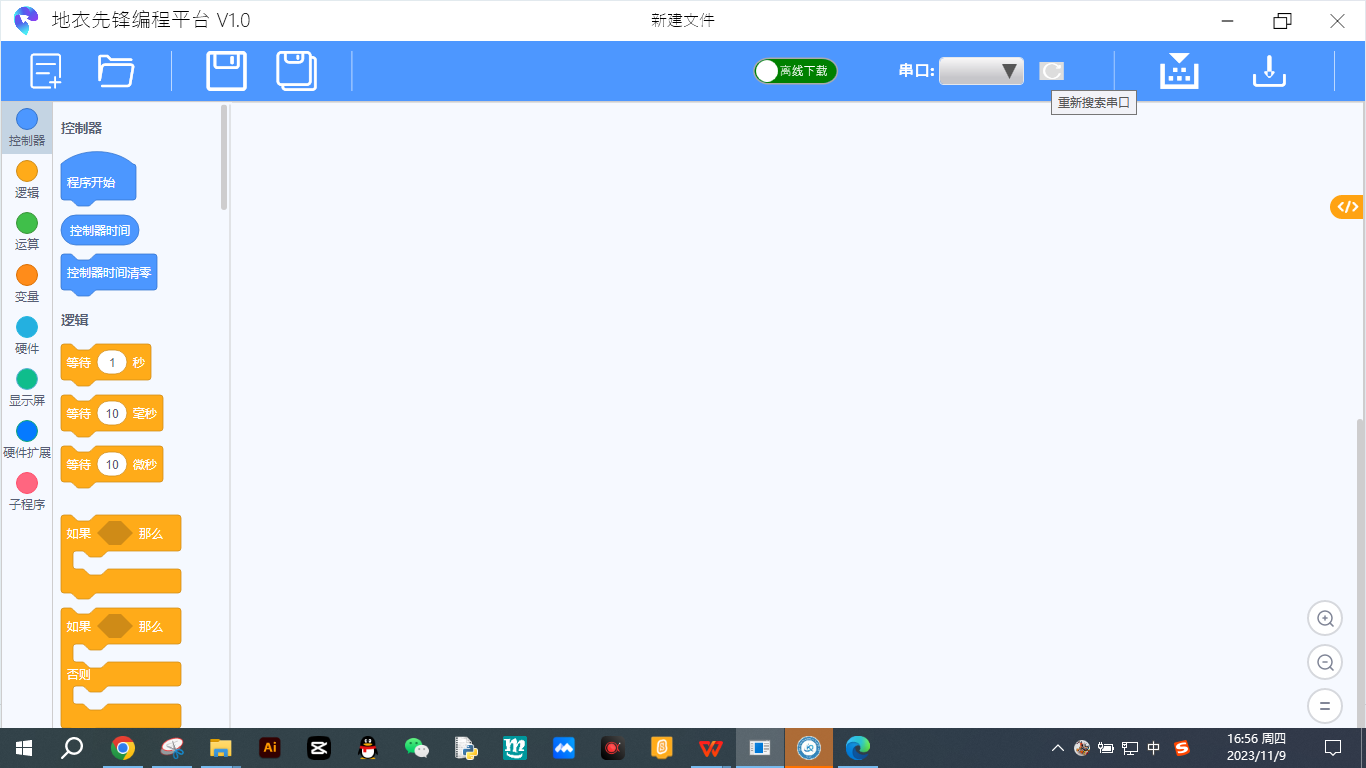 地衣先锋编程平台 V1.0
新建文件
离线下载
串口:
重新搜索串口
控制器
逻辑
运算
变量
硬件
显示屏
硬件扩展
子程序
控制器
程序开始
控制器时间
控制器时间清零
逻辑
等待 1 秒
等待 10 毫秒
等待 10 微秒
如果 那么
如果 那么
否则
</>
Ai
中
16:56 周四
2023/11/9